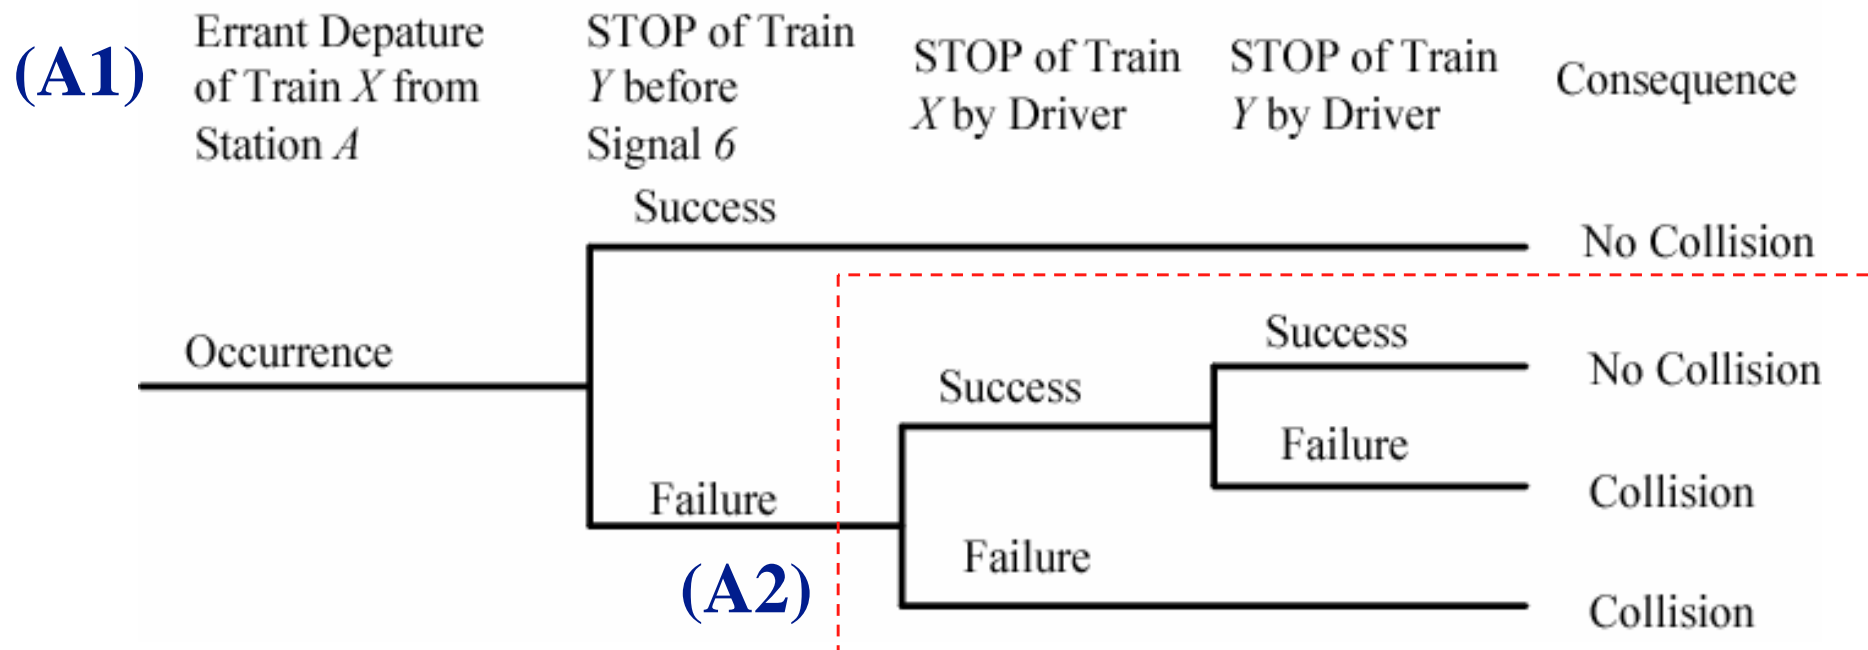 (A1)
Errant Depature
of Train X from
Station A
STOP of Train
Y before
Signal 6
STOP of Train
X by Driver
STOP of Train
Y by Driver
Consequence
Success
No Collision
Occurrence
Success
No Collision
Success
Failure
Collision
Failure
(A2)
Failure
Collision